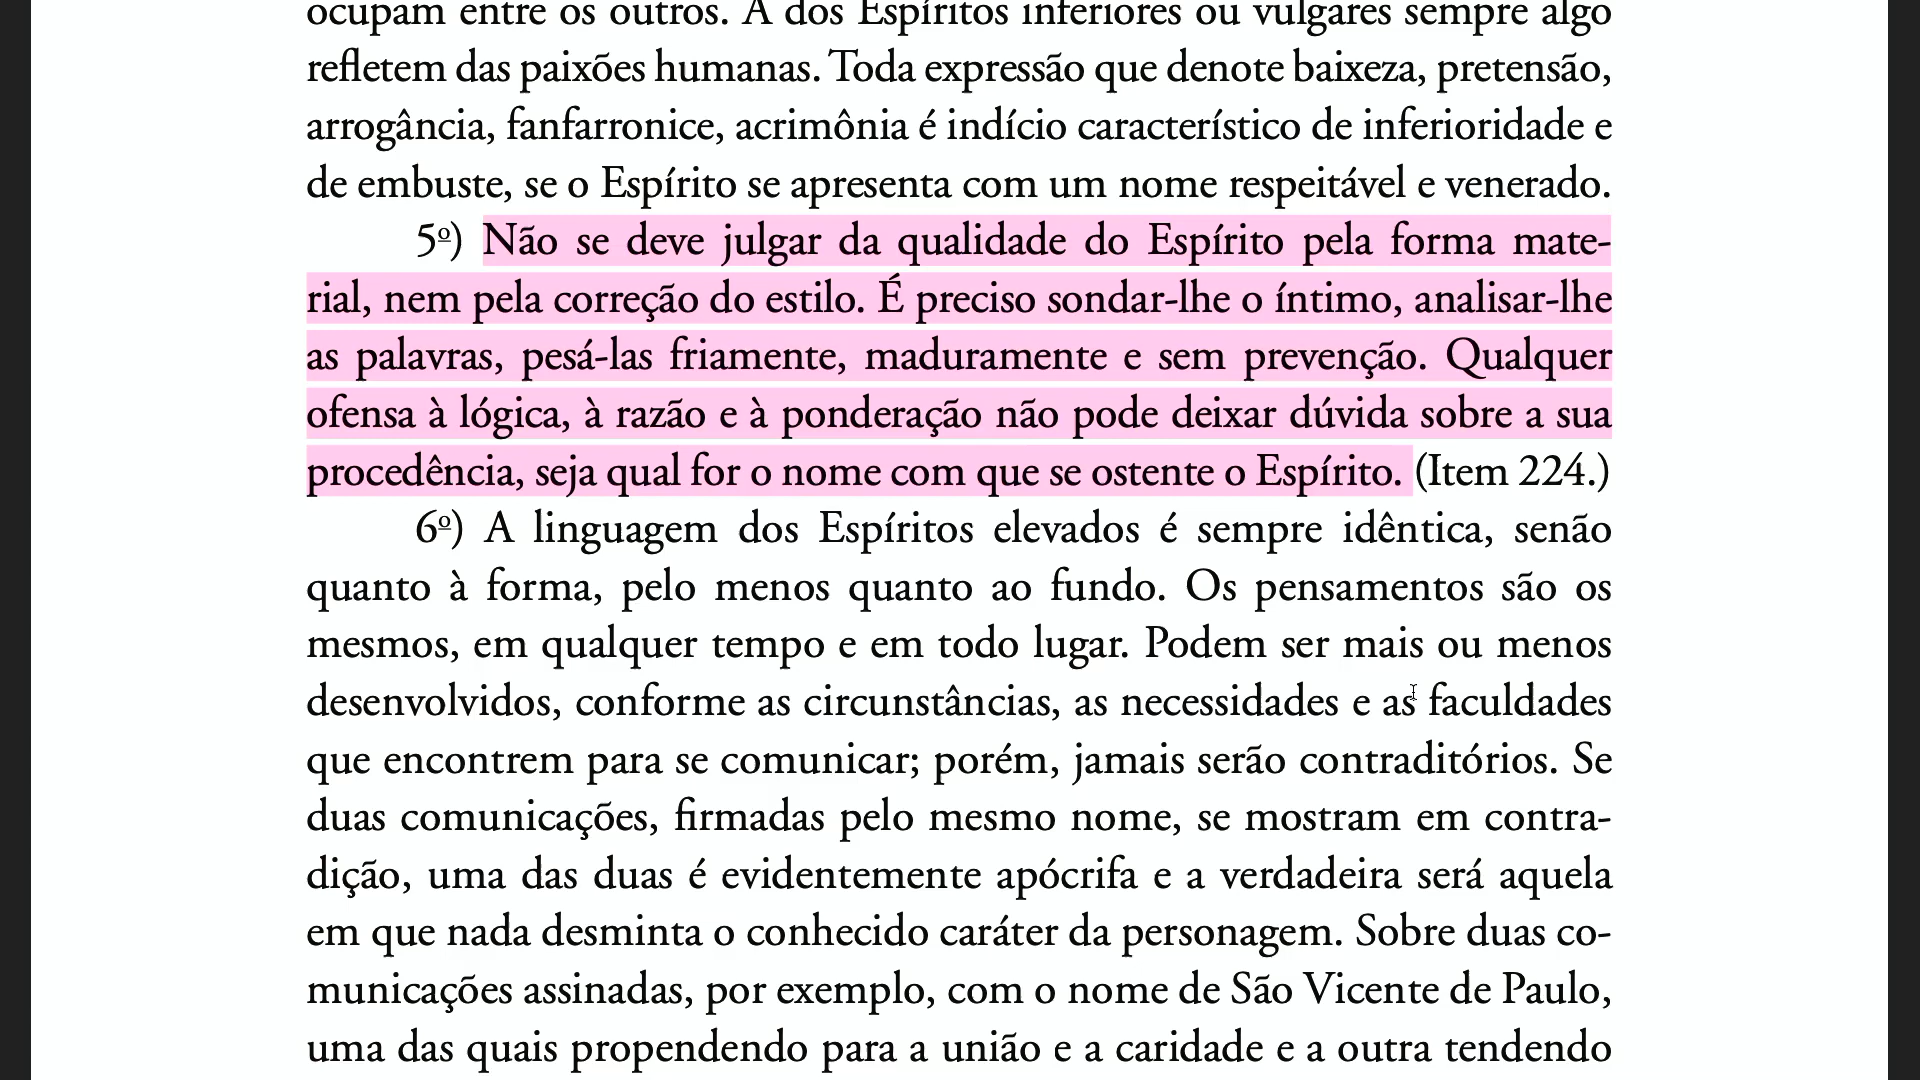 ocupam entre os outros. A dos Espíritos inferiores ou vulgares sempre algo
refletem das paixões humanas. Toda expressão que denote baixeza, pretensão,
arrogância, fanfarronice, acrimônia é indício característico de inferioridade e
de embuste, se o Espírito se apresenta com um nome respeitável e venerado.
5º) Não se deve julgar da qualidade do Espírito pela forma mate-
rial, nem pela correção do estilo. É preciso sondar-lhe o íntimo, analisar-lhe
as palavras, pesá-las friamente, maduramente e sem prevenção. Qualquer
ofensa à lógica, à razão e à ponderação não pode deixar dúvida sobre a sua
procedência, seja qual for o nome com que se ostente o Espírito. (Item 224.)
6º) A linguagem dos Espíritos elevados é sempre idêntica, senão
quanto à forma, pelo menos quanto ao fundo. Os pensamentos são os
mesmos, em qualquer tempo e em todo lugar. Podem ser mais ou menos
desenvolvidos, conforme as circunstâncias, as necessidades e as faculdades
que encontrem para se comunicar; porém, jamais serão contraditórios. Se
duas comunicações, firmadas pelo mesmo nome, se mostram em contra-
dição, uma das duas é evidentemente apócrifa e a verdadeira será aquela
em que nada desminta o conhecido caráter da personagem. Sobre duas co-
municações assinadas, por exemplo, com o nome de São Vicente de Paulo,
uma das quais propendendo para a união e a caridade e a outra tendendo